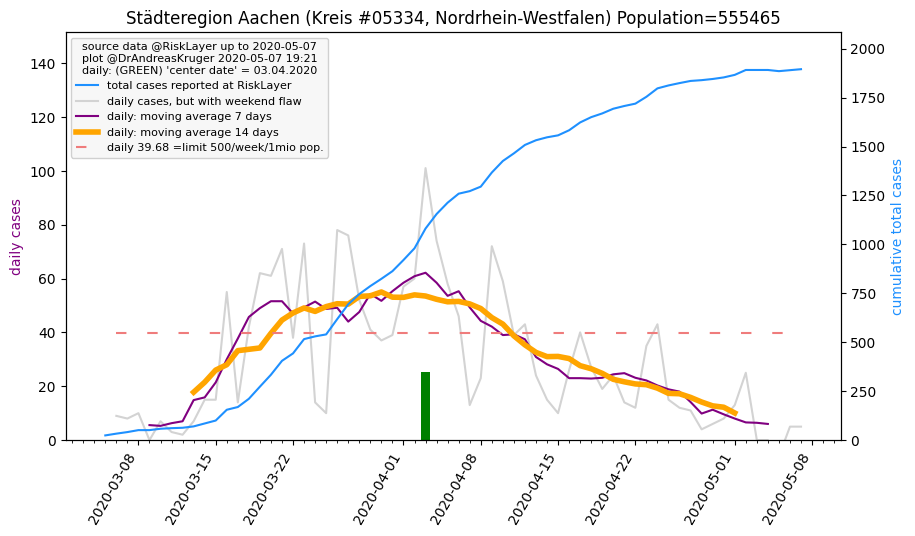 Städteregion Aachen (Kreis #05334, Nordrhein-Westfalen) Population=555465
source data @RiskLayer up to 2020-05-07
plot @DrAndreasKruger 2020-05-07 19:21
daily: (GREEN) 'center date' = 03.04.2020
total cases reported at RiskLayer
daily cases, but with weekend flaw
daily: moving average 7 days
daily: moving average 14 days
daily 39.68 =limit 500/week/1mio pop.
daily cases
140
120
100
80
60
40
20
0
2000
1750
1500
1250
1000
750
500
250
0
cumulative total cases
2020-03-08
2020-03-15
2020-03-22
2020-04-01
2020-04-08
2020-04-15
2020-04-22
2020-05-01
2020-05-08